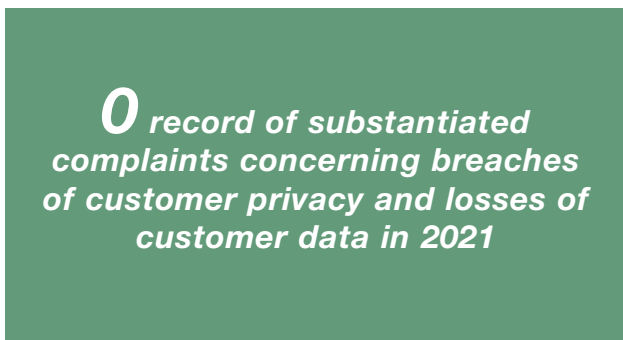 0 record of substantiated
complaints concerning breaches
of customer privacy and losses of
customer data in 2021